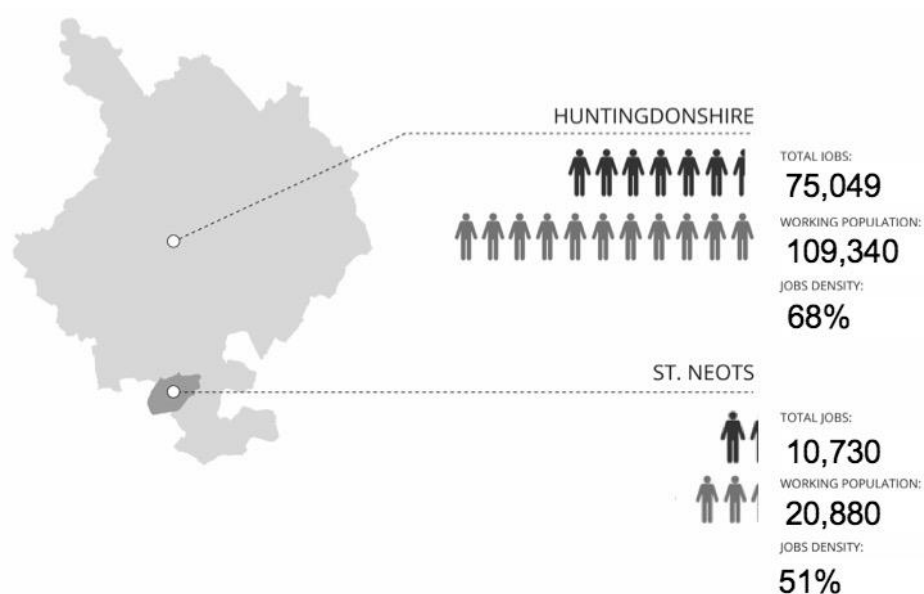 HUNTINGDONSHIRE
TOTAL JOBS:
75,049
WORKING POPULATION:
109,340
JOBS DENSITY:
68%
ST. NEOTS
TOTAL JOBS:
10,730
WORKING POPULATION:
20,880
JOBS DENSITY:
51%